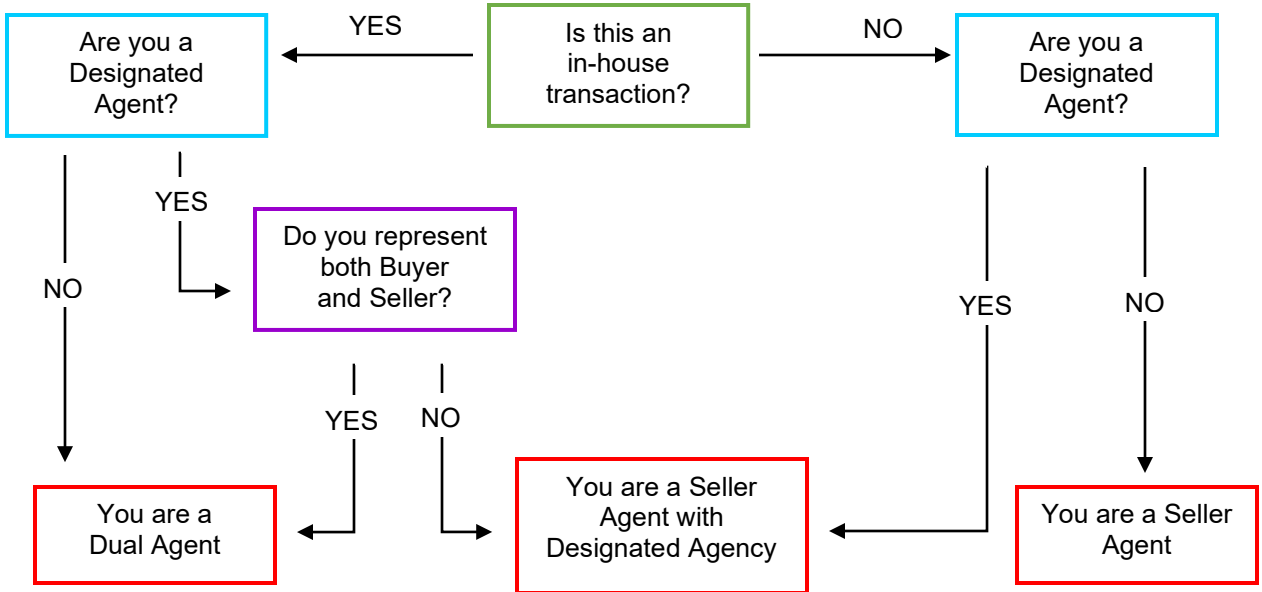 YES
Is this an
in-house
transaction?
NO
Are you a
Designated
Agent?
Are you a
Designated
Agent?
YES
NO
Do you represent
both Buyer
and Seller?
YES
NO
YES
NO
You are a
Dual Agent
You are a Seller
Agent with
Designated Agency
You are a Seller
Agent